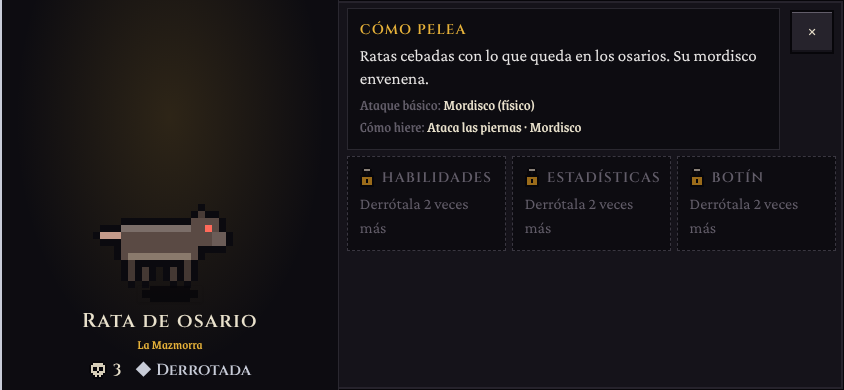 CÓMO PELEA
×
Ratas cebadas con lo que queda en los osarios. Su mordisco
envenena.
Ataque básico: Mordisco (físico)
Cómo hiere: Ataca las piernas · Mordisco
HABILIDADES
Derrótala 2 veces
más
ESTADÍSTICAS
Derrótala 2 veces
más
BOTÍN
Derrótala 2 veces
más
RATA DE OSARIO
La Mazmorra
3 DERROTADA